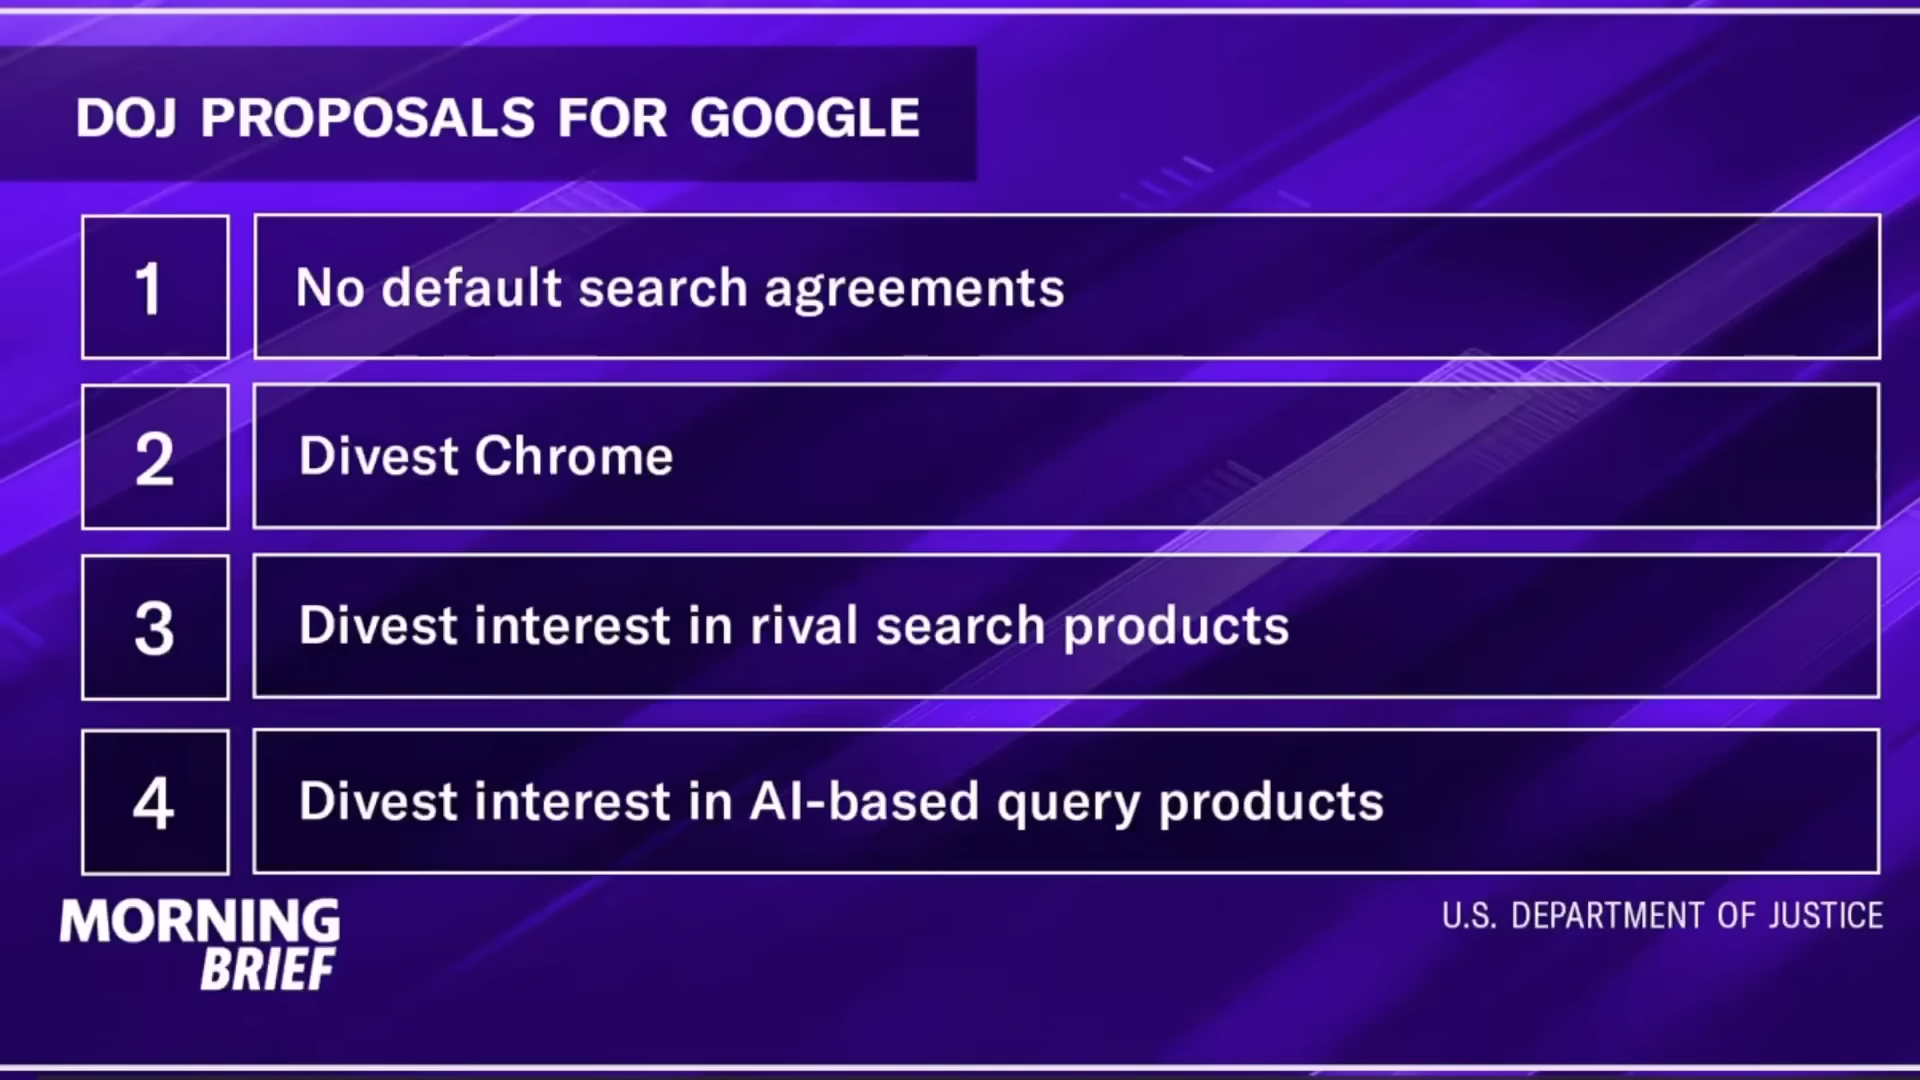 DOJ PROPOSALS FOR GOOGLE
1
No default search agreements
2
Divest Chrome
3
Divest interest in rival search products
4
Divest interest in AI-based query products
MORNING
BRIEF
U.S. DEPARTMENT OF JUSTICE